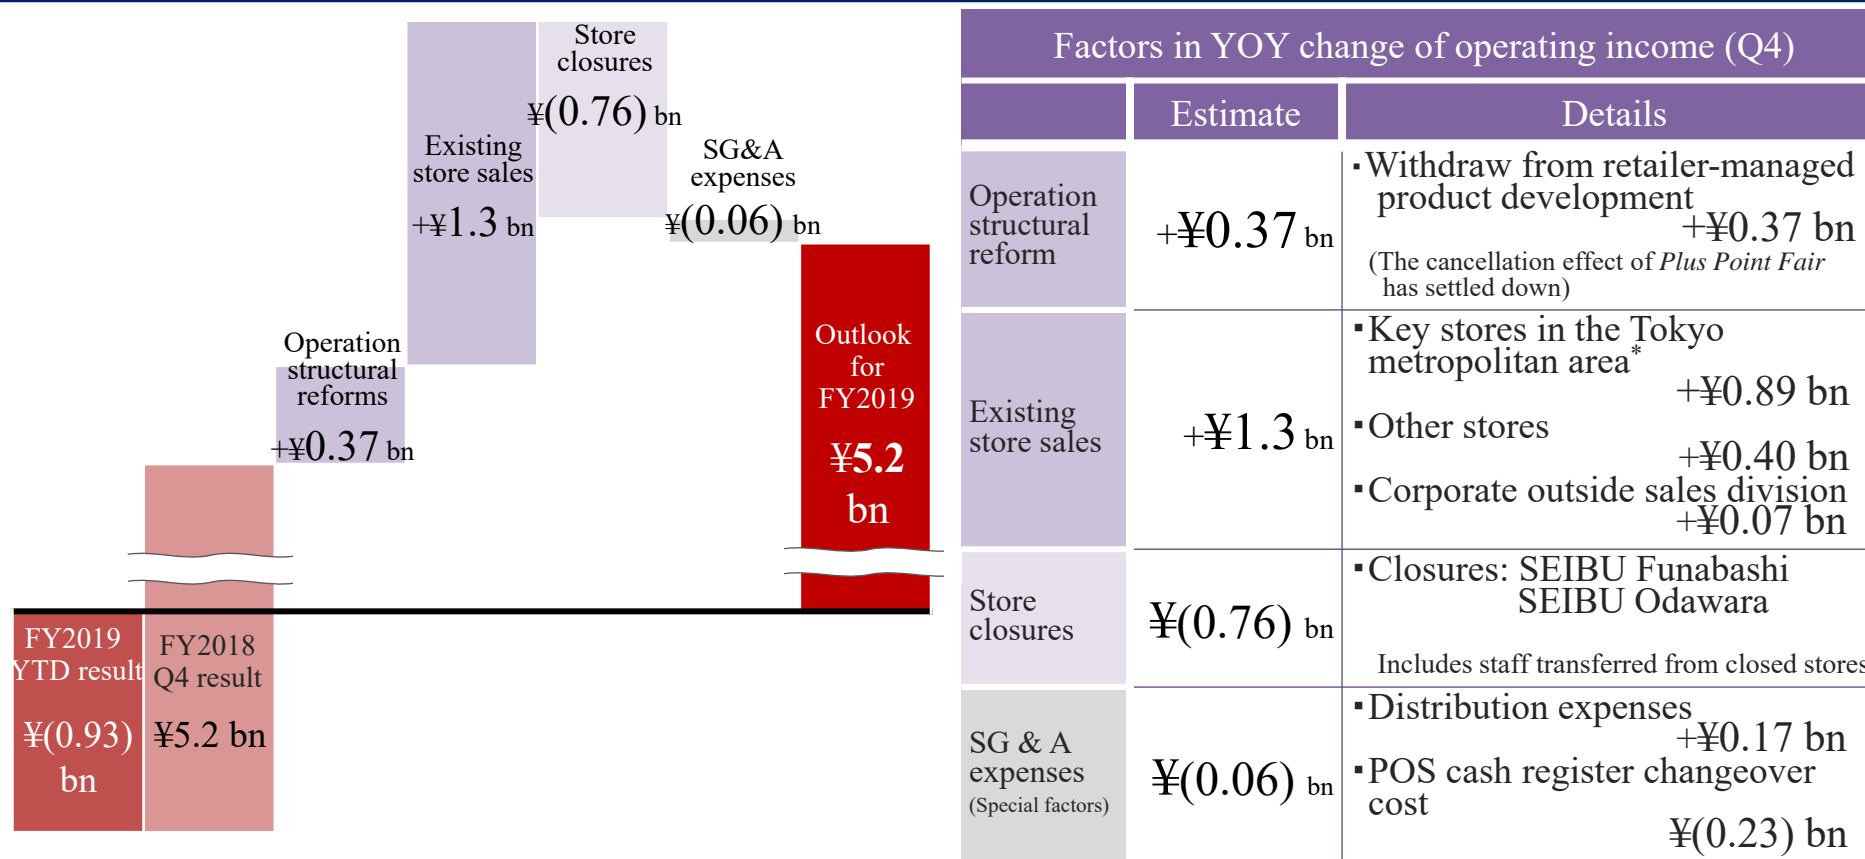 Store
closures
¥(0.76) bn
Existing
store sales
+¥1.3 bn
SG&A
expenses
¥(0.06) bn
Operation
structural
reforms
+¥0.37 bn
Outlook
for
FY2019
¥5.2
bn
FY2019
YTD result
¥(0.93)
bn
FY2018
Q4 result
¥5.2 bn
Factors in YOY change of operating income (Q4)
Estimate
Details
Operation
structural
reform
+¥0.37 bn
▪Withdraw from retailer-managed
product development
+¥0.37 bn
(The cancellation effect of Plus Point Fair
has settled down)
Existing
store sales
+¥1.3 bn
▪Key stores in the Tokyo
metropolitan area*
+¥0.89 bn
▪Other stores
+¥0.40 bn
▪Corporate outside sales division
+¥0.07 bn
Store
closures
¥(0.76) bn
▪Closures: SEIBU Funabashi
SEIBU Odawara
Includes staff transferred from closed stores
SG & A
expenses
(Special factors)
¥(0.06) bn
▪Distribution expenses
+¥0.17 bn
▪POS cash register changeover
cost
¥(0.23) bn